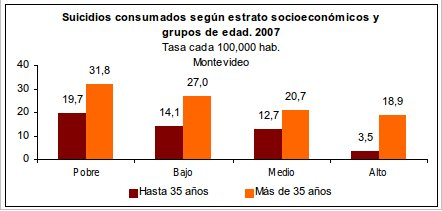 Suicidios consumados según estrato socioeconómicos y
grupos de edad. 2007
Tasa cada 100,000 hab.
Montevideo
40
30
20
10
0
19,7
31,8
14,1
27,0
12,7
20,7
3,5
18,9
Pobre
Bajo
Medio
Alto
Hasta 35 años
Más de 35 años